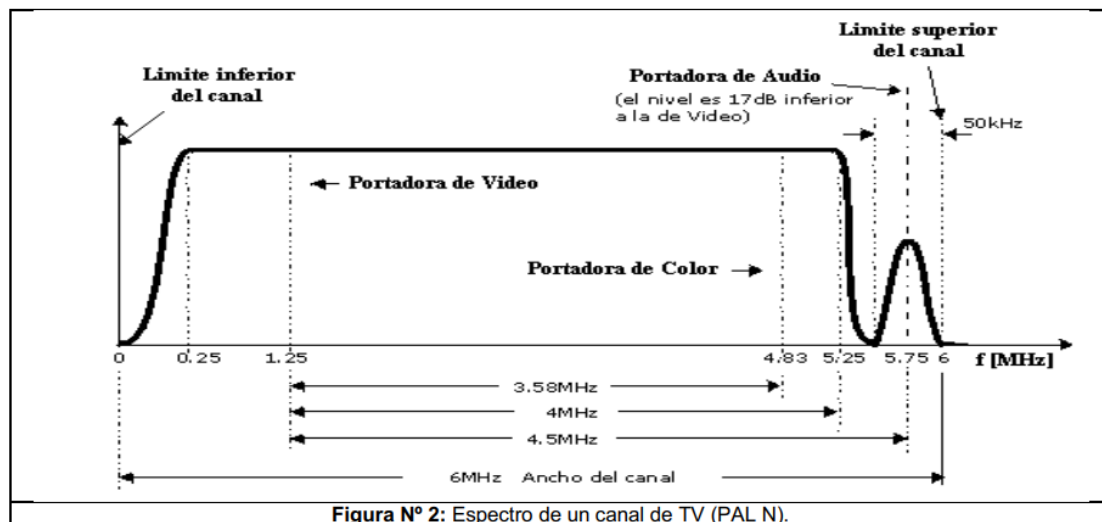 Limite superior
del canal
Limite inferior
del canal
Portadora de Audio
(el nivel es 17dB inferior
a la de Video)
50kHz
Portadora de Video
Portadora de Color
0 0.25 1.25 4.83 5.25 5.75 6 f [MHz]
3.58MHz
4MHz
4.5MHz
6MHz Ancho del canal
Figura Nº 2: Espectro de un canal de TV (PAL N).